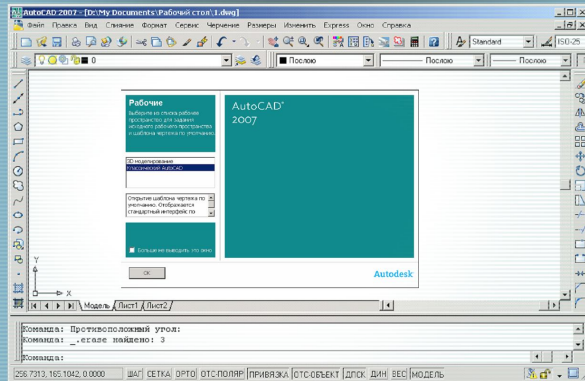 AutoCAD 2007 - [D:\My Documents\Рабочий стол\1.dwg]
Файл Правка Вид Слияние Формат Сервис Черчение Размеры Изменить Express Окно Справка
Standard ISO-25
0 Послою Послою Послою
Рабочие
Выберите из списка рабочее
пространство для задания
исходного рабочего пространства
и шаблона чертежа по умолчанию.
3D моделирование
Классический AutoCAD
Открытие шаблона чертежа по
умолчанию. Отображается
стандартный интерфейс по
Больше не выводить это окно
OK
AutoCAD®
2007
Autodesk
Y
X
Модель Лист1 Лист2
Команда: Противоположный угол:
Команда: _.erase найдено: 3
Команда:
256.7313, 165.1042, 0.0000 ШАГ СЕТКА ОРТО ОТС-ПОЛЯР ПРИВЯЗКА ОТС-ОБЪЕКТ ДПСК ДИН ВЕС МОДЕЛЬ